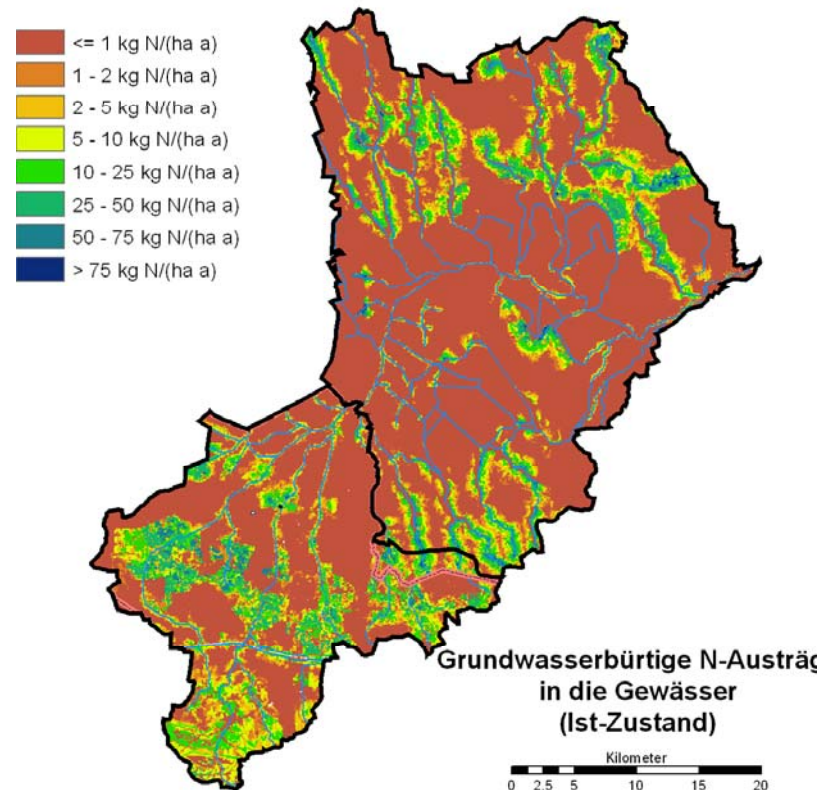 <= 1 kg N/(ha a)
1 - 2 kg N/(ha a)
2 - 5 kg N/(ha a)
5 - 10 kg N/(ha a)
10 - 25 kg N/(ha a)
25 - 50 kg N/(ha a)
50 - 75 kg N/(ha a)
> 75 kg N/(ha a)
Grundwasserbürtige N-Austräg
in die Gewässer
(Ist-Zustand)
Kilometer
0 2.5 5 10 15 20